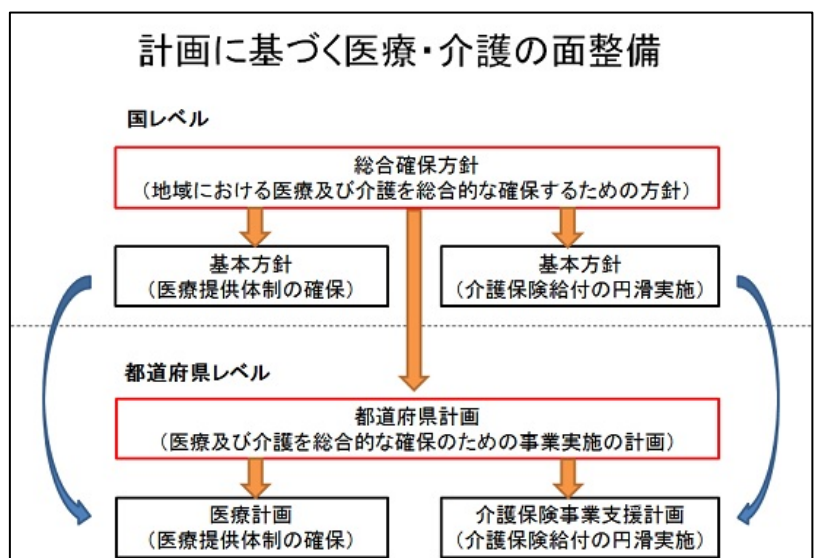 計画に基づく医療・介護の面整備
国レベル
総合確保方針
（地域における医療及び介護を総合的な確保するための方針）
基本方針
（医療提供体制の確保）
基本方針
（介護保険給付の円滑実施）
都道府県レベル
都道府県計画
（医療及び介護を総合的な確保のための事業実施の計画）
医療計画
（医療提供体制の確保）
介護保険事業支援計画
（介護保険給付の円滑実施）